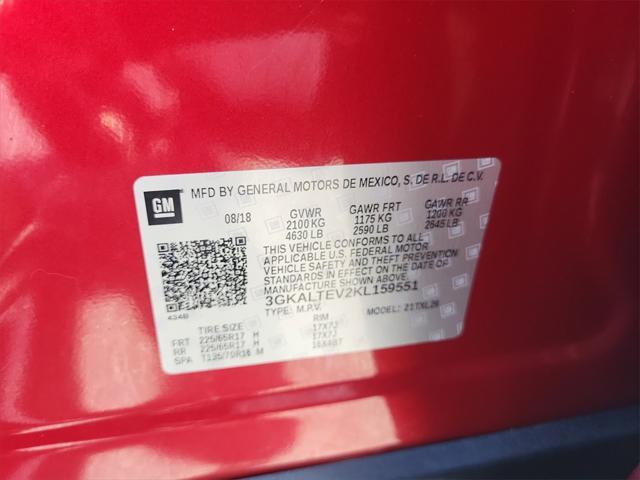 GM
MFD BY GENERAL MOTORS DE MEXICO, S. DE R.L. DE C.V.
08/18 GVWR GAWR FRT GAWR RR
2100 KG 1175 KG 1200 KG
4630 LB 2590 LB 2645 LB
THIS VEHICLE CONFORMS TO ALL
APPLICABLE U.S. FEDERAL MOTOR
VEHICLE SAFETY AND THEFT PREVENTION
STANDARDS IN EFFECT ON THE DATE OF
MANUFACTURE SHOWN ABOVE.
3GKALTEV2KL159551
434B TYPE: M.P.V. MODEL: 21TXL26
TIRE SIZE RIM
FRT 225/65R17 H 17X7J
RR 225/65R17 H 17X7J
SPA T135/70R16 M 16X4BT